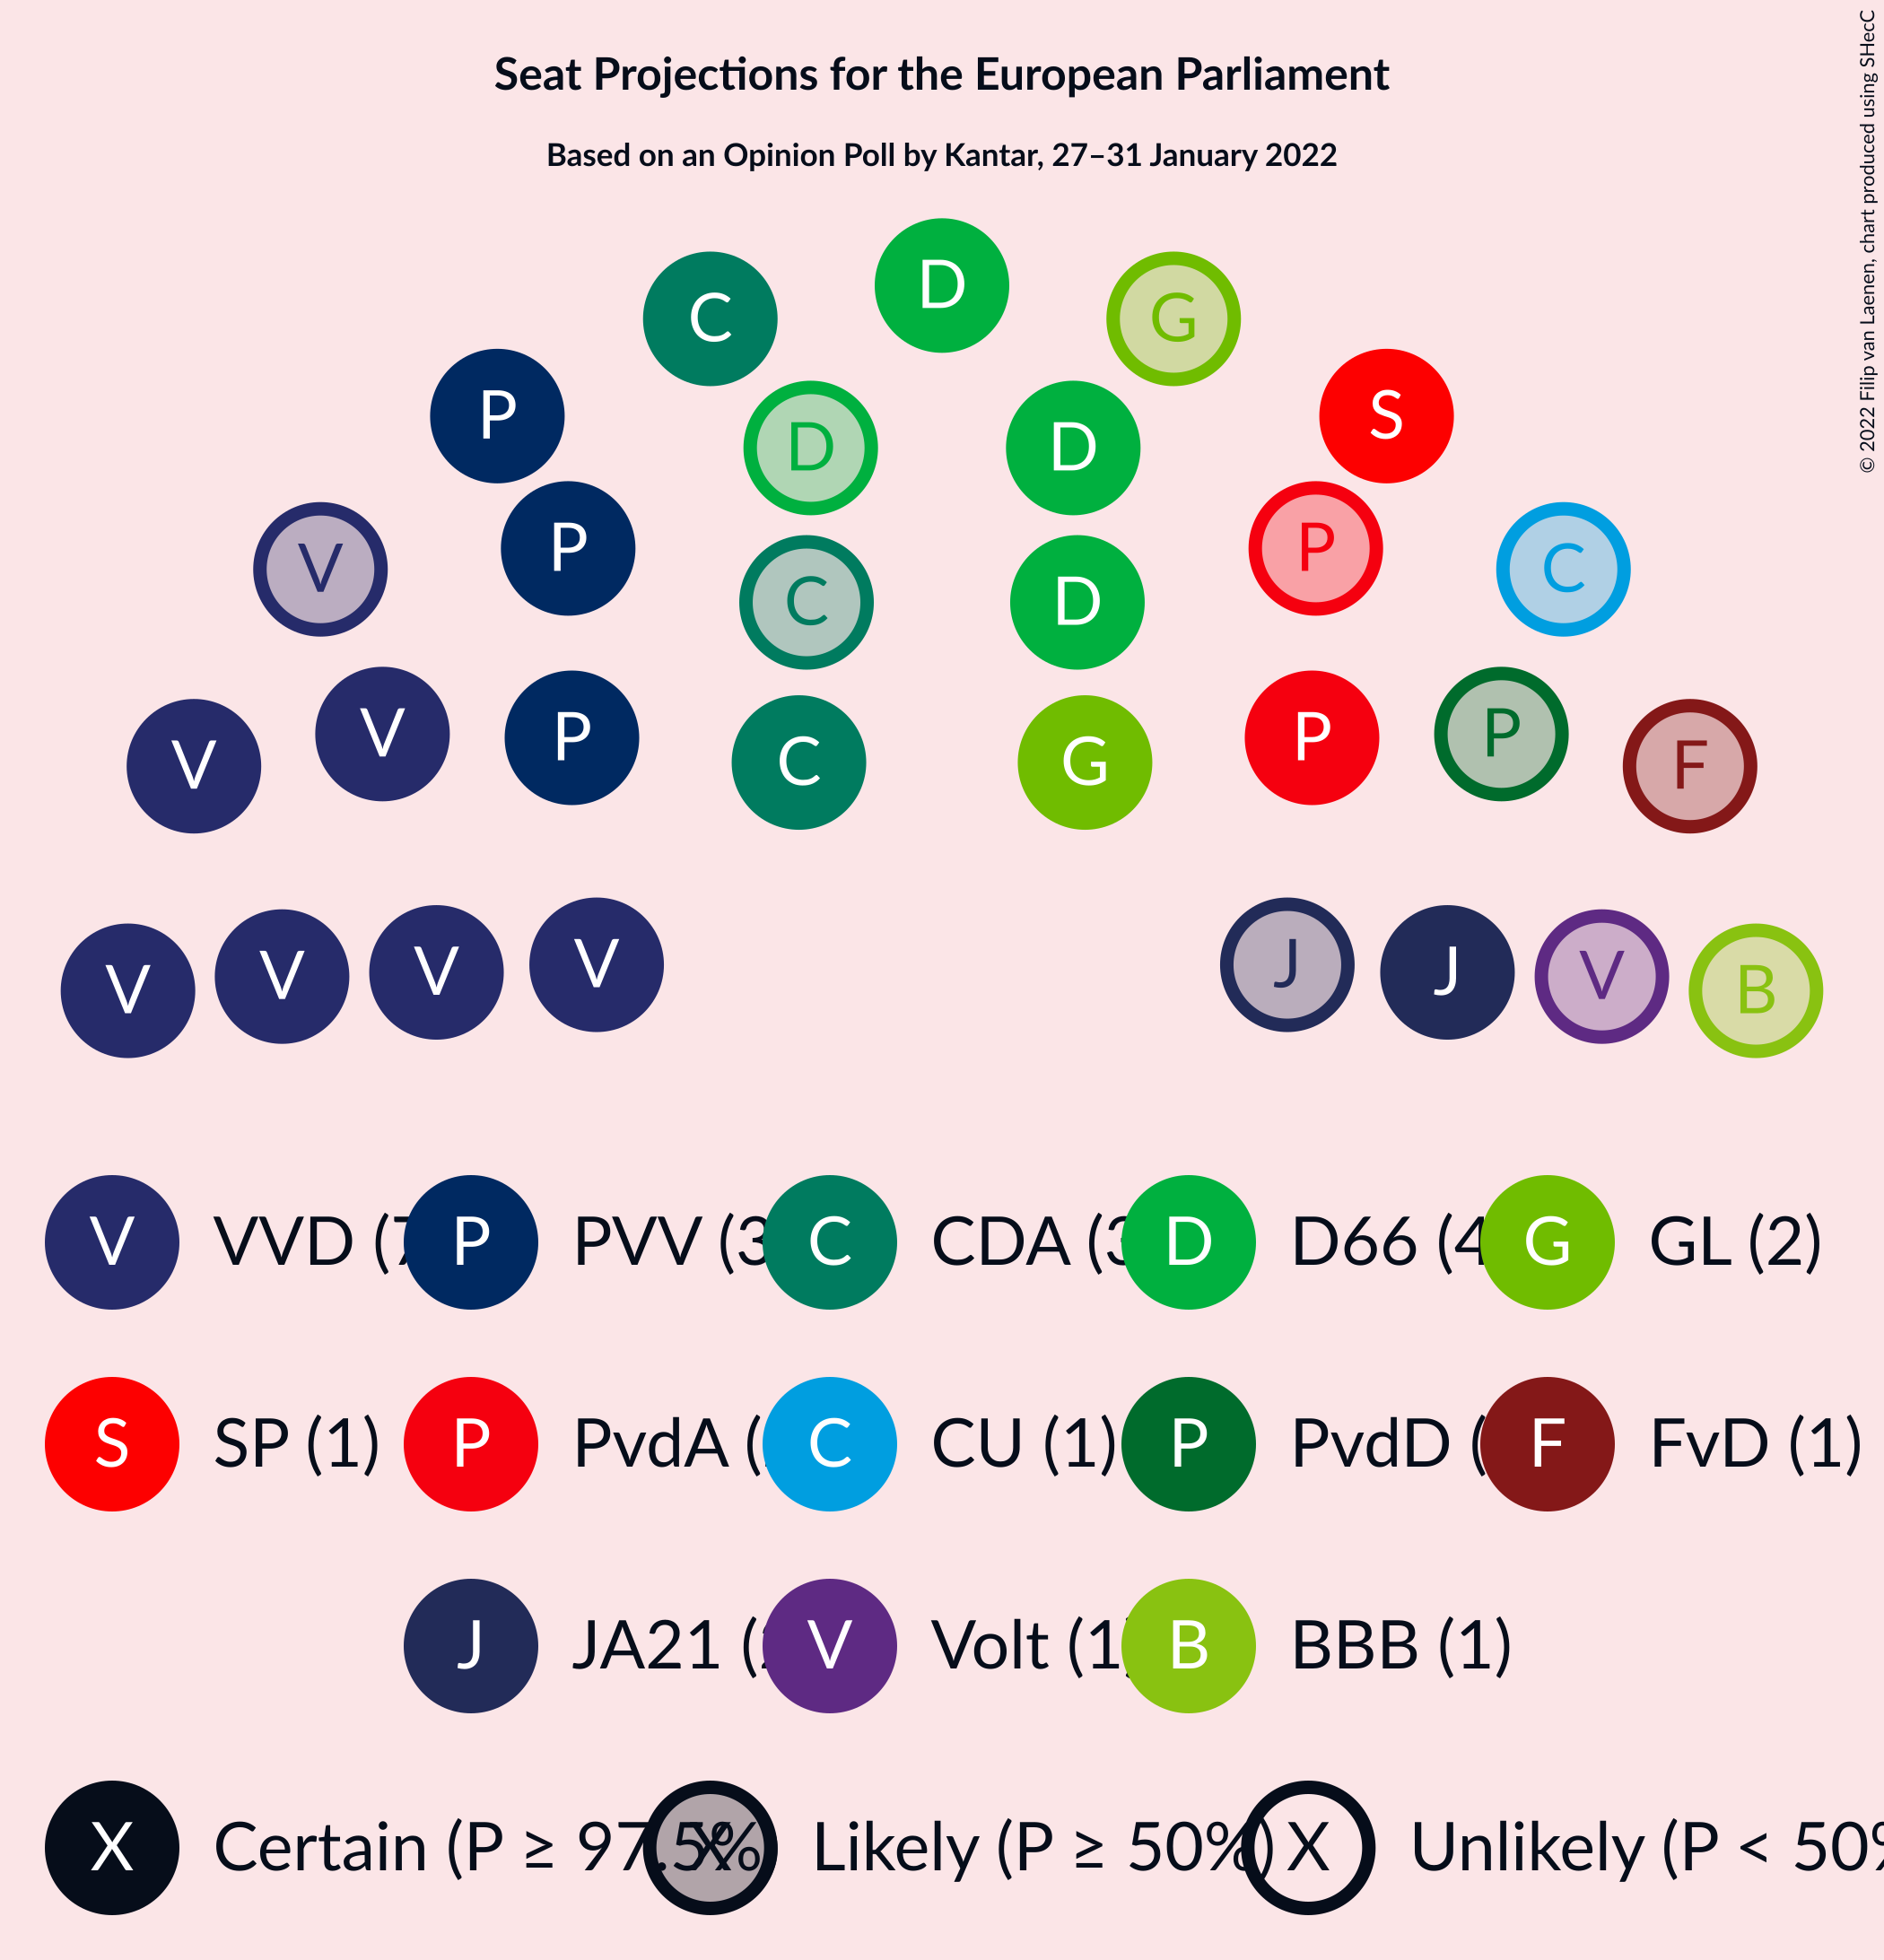 Seat Projections for the European Parliament
Based on an Opinion Poll by Kantar, 27–31 January 2022
© 2022 Filip van Laenen, chart produced using SHecC
D
C G
P S
D D
P P
V C
C D
V P P P
C G
V F
V V J J
V V
V B
V VVD (7 P PVV (3 C CDA (3 D D66 (4 G GL (2)
S SP (1) P PvdA ( C CU (1) P PvdD ( F FvD (1)
J JA21 (2 V Volt (1) B BBB (1)
X Certain (P ≥ 97.5% X Likely (P ≥ 50%) X Unlikely (P < 50%